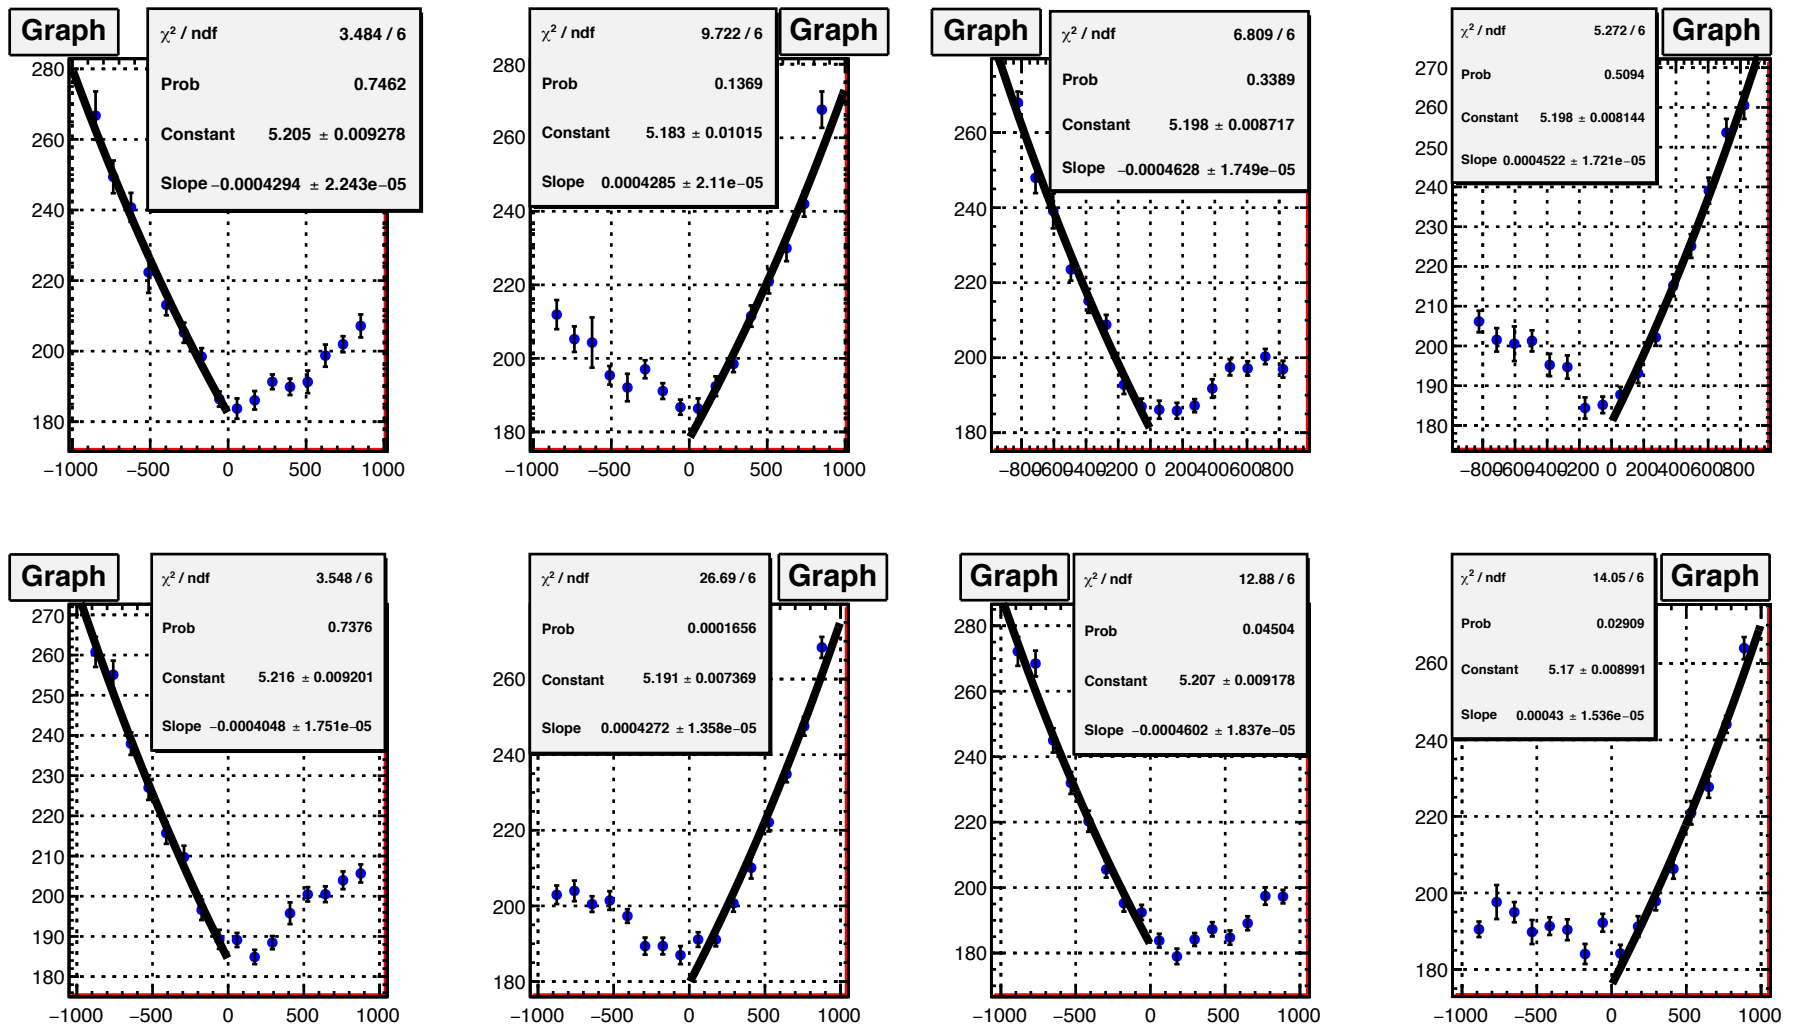 Graph
χ² / ndf 3.484 / 6
Prob 0.7462
Constant 5.205 ± 0.009278
Slope −0.0004294 ± 2.243e−05
280
260
240
220
200
180
−1000 −500 0 500 1000
Graph
χ² / ndf 9.722 / 6
Prob 0.1369
Constant 5.183 ± 0.01015
Slope 0.0004285 ± 2.11e−05
280
260
240
220
200
180
−1000 −500 0 500 1000
Graph
χ² / ndf 6.809 / 6
Prob 0.3389
Constant 5.198 ± 0.008717
Slope −0.0004628 ± 1.749e−05
260
240
220
200
180
−800−600−400−200 0 200400600800
Graph
χ² / ndf 5.272 / 6
Prob 0.5094
Constant 5.198 ± 0.008144
Slope 0.0004522 ± 1.721e−05
270
260
250
240
230
220
210
200
190
180
−800−600−400−200 0 200400600800
Graph
χ² / ndf 3.548 / 6
Prob 0.7376
Constant 5.216 ± 0.009201
Slope −0.0004048 ± 1.751e−05
270
260
250
240
230
220
210
200
190
180
−1000 −500 0 500 1000
Graph
χ² / ndf 26.69 / 6
Prob 0.0001656
Constant 5.191 ± 0.007369
Slope 0.0004272 ± 1.358e−05
260
240
220
200
180
−1000 −500 0 500 1000
Graph
χ² / ndf 12.88 / 6
Prob 0.04504
Constant 5.207 ± 0.009178
Slope −0.0004602 ± 1.837e−05
280
260
240
220
200
180
−1000 −500 0 500 1000
Graph
χ² / ndf 14.05 / 6
Prob 0.02909
Constant 5.17 ± 0.008991
Slope 0.00043 ± 1.536e−05
260
240
220
200
180
−1000 −500 0 500 1000